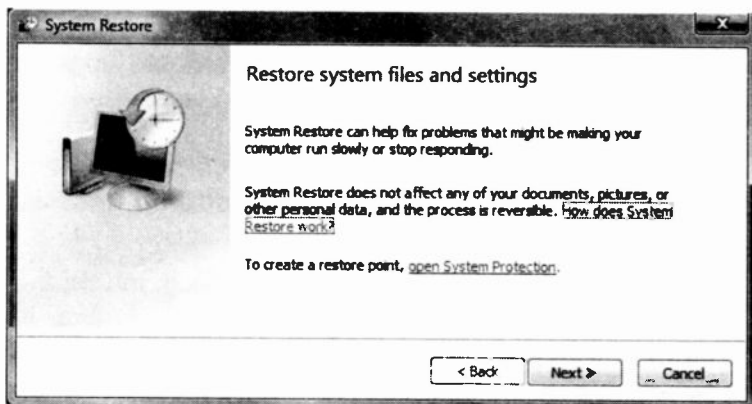 System Restore
Restore system files and settings
System Restore can help fix problems that might be making your
computer run slowly or stop responding.
System Restore does not affect any of your documents, pictures, or
other personal data, and the process is reversible. How does System
Restore work?
To create a restore point, open System Protection.
< Back Next > Cancel